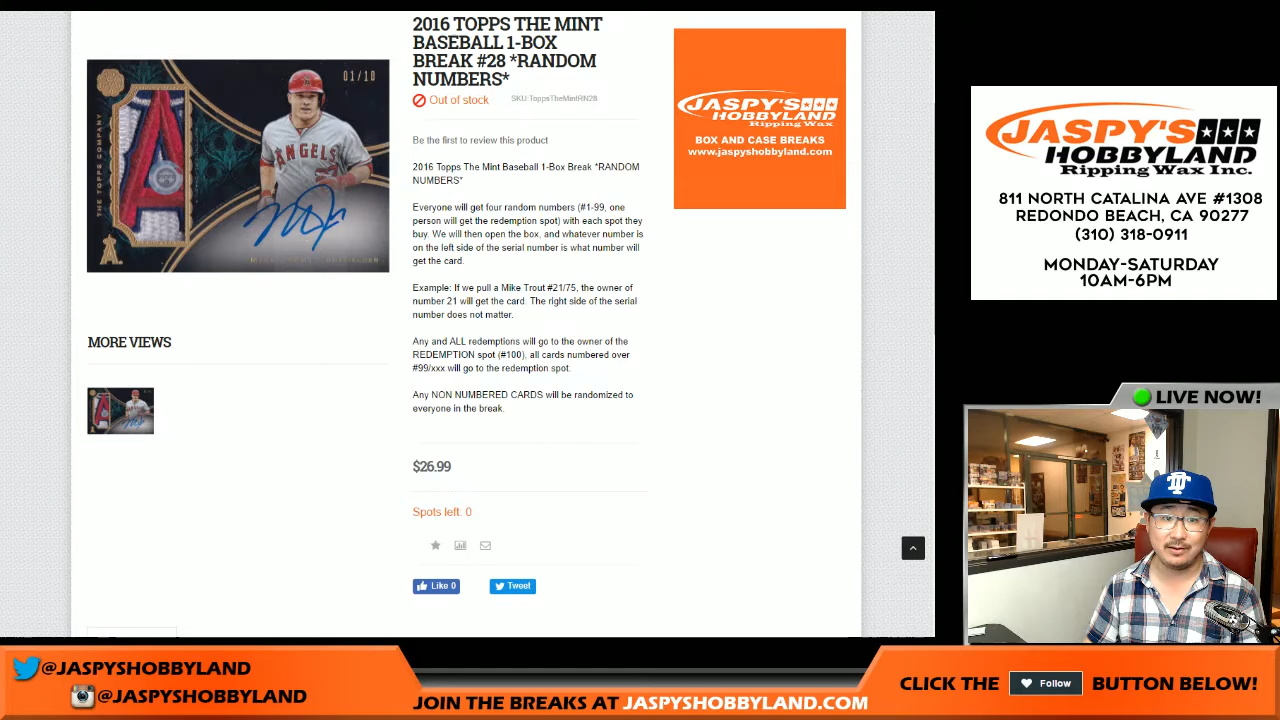 2016 TOPPS THE MINT
BASEBALL 1-BOX
BREAK #28 *RANDOM
NUMBERS*
Out of stock
SKU:ToppsTheMintRN28
Be the first to review this product
2016 Topps The Mint Baseball 1-Box Break *RANDOM
NUMBERS*
Everyone will get four random numbers (#1-99, one
person will get the redemption spot) with each spot they
buy. We will then open the box, and whatever number is
on the left side of the serial number is what number will
get the card.
Example: If we pull a Mike Trout #21/75, the owner of
number 21 will get the card. The right side of the serial
number does not matter.
Any and ALL redemptions will go to the owner of the
REDEMPTION spot (#100), all cards numbered over
#99/xxx will go to the redemption spot.
Any NON NUMBERED CARDS will be randomized to
everyone in the break.
$26.99
Spots left: 0
Like 0
Tweet
01/10
THE TOPPS COMPANY
A
ANGELS
MORE VIEWS
JASPY'S
HOBBYLAND
Ripping Wax
BOX AND CASE BREAKS
www.jaspyshobbyland.com
JASPY'S
HOBBYLAND
Ripping Wax Inc.
811 NORTH CATALINA AVE #1308
REDONDO BEACH, CA 90277
(310) 318-0911
MONDAY-SATURDAY
10AM-6PM
LIVE NOW!
@JASPYSHOBBYLAND
@JASPYSHOBBYLAND
JOIN THE BREAKS AT JASPYSHOBBYLAND.COM
CLICK THE Follow BUTTON BELOW!